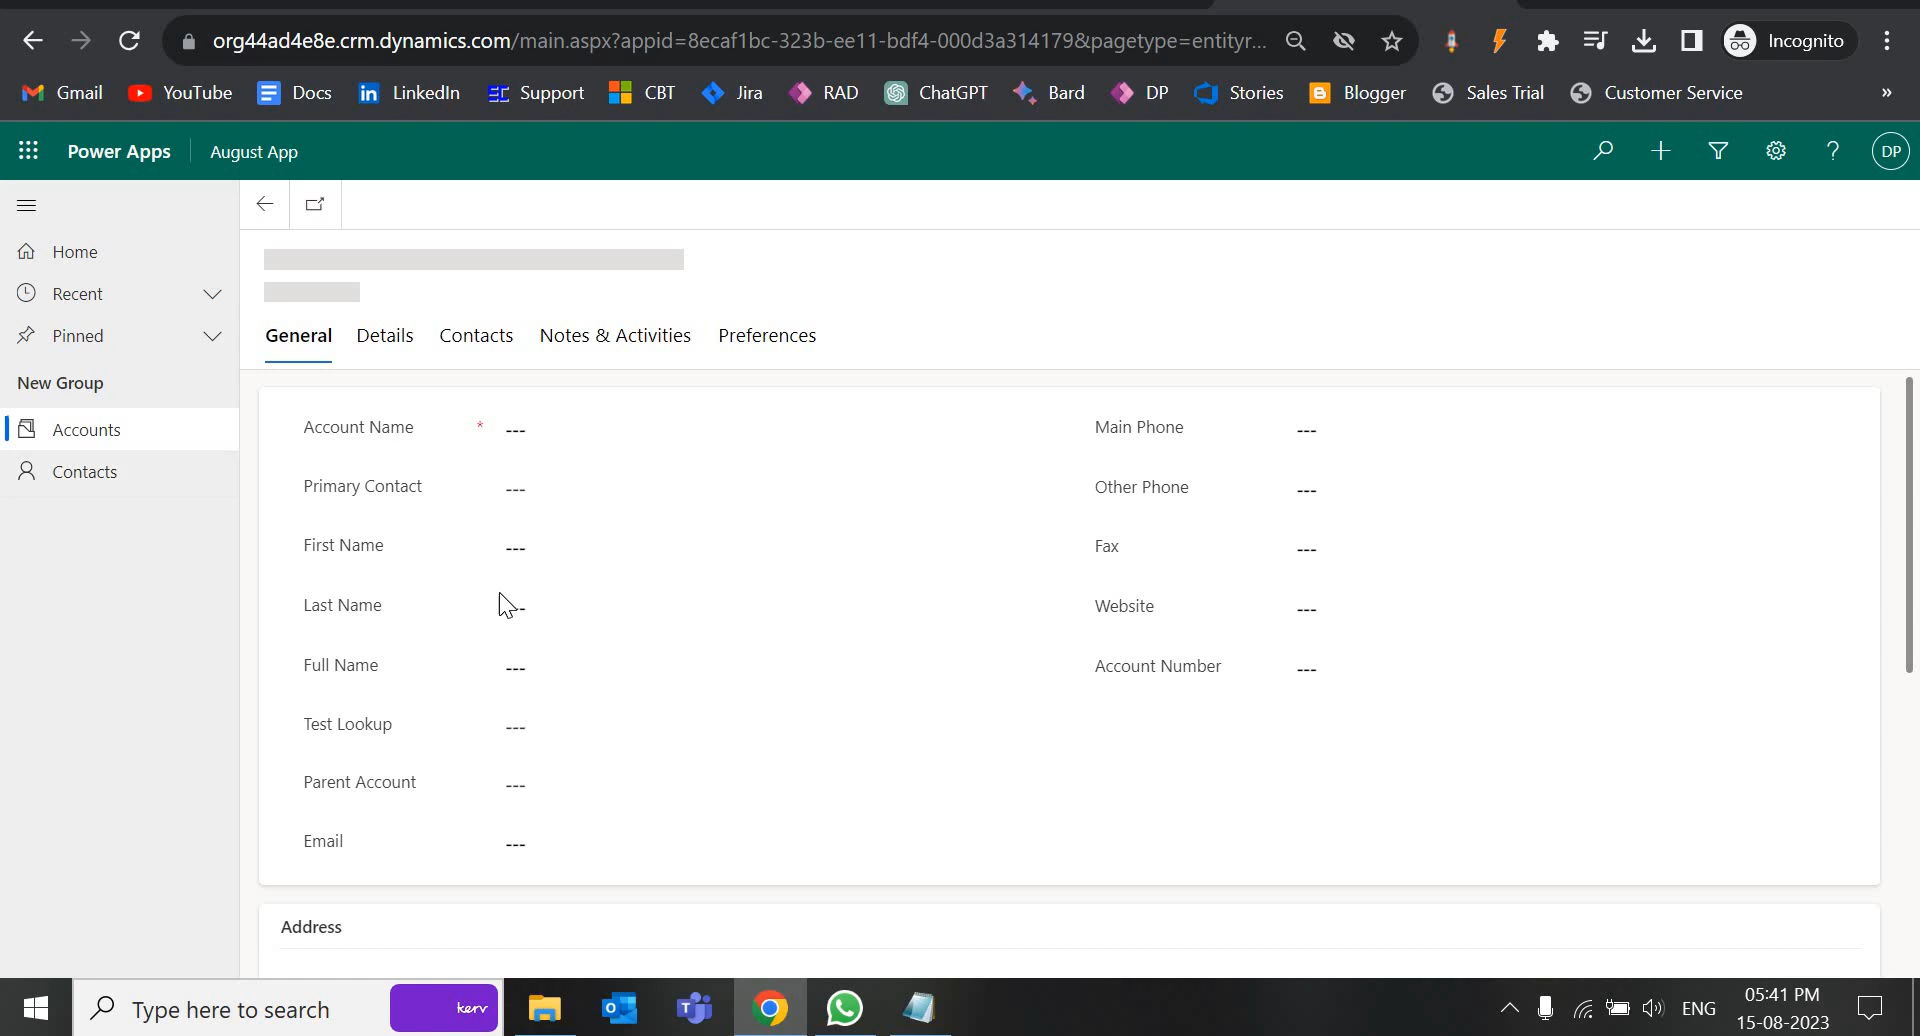 org44ad4e8e.crm.dynamics.com/main.aspx?appid=8ecaf1bc-323b-ee11-bdf4-000d3a314179&pagetype=entityr... Incognito
Gmail YouTube Docs LinkedIn Support CBT Jira RAD ChatGPT Bard DP Stories Blogger Sales Trial Customer Service »
Power Apps August App DP
Home
Recent
Pinned
New Group
Accounts
Contacts
General Details Contacts Notes & Activities Preferences
Account Name * --- Main Phone ---
Primary Contact --- Other Phone ---
First Name --- Fax ---
Last Name --- Website ---
Full Name --- Account Number ---
Test Lookup ---
Parent Account ---
Email ---
Address
Type here to search kerv ENG 05:41 PM
15-08-2023